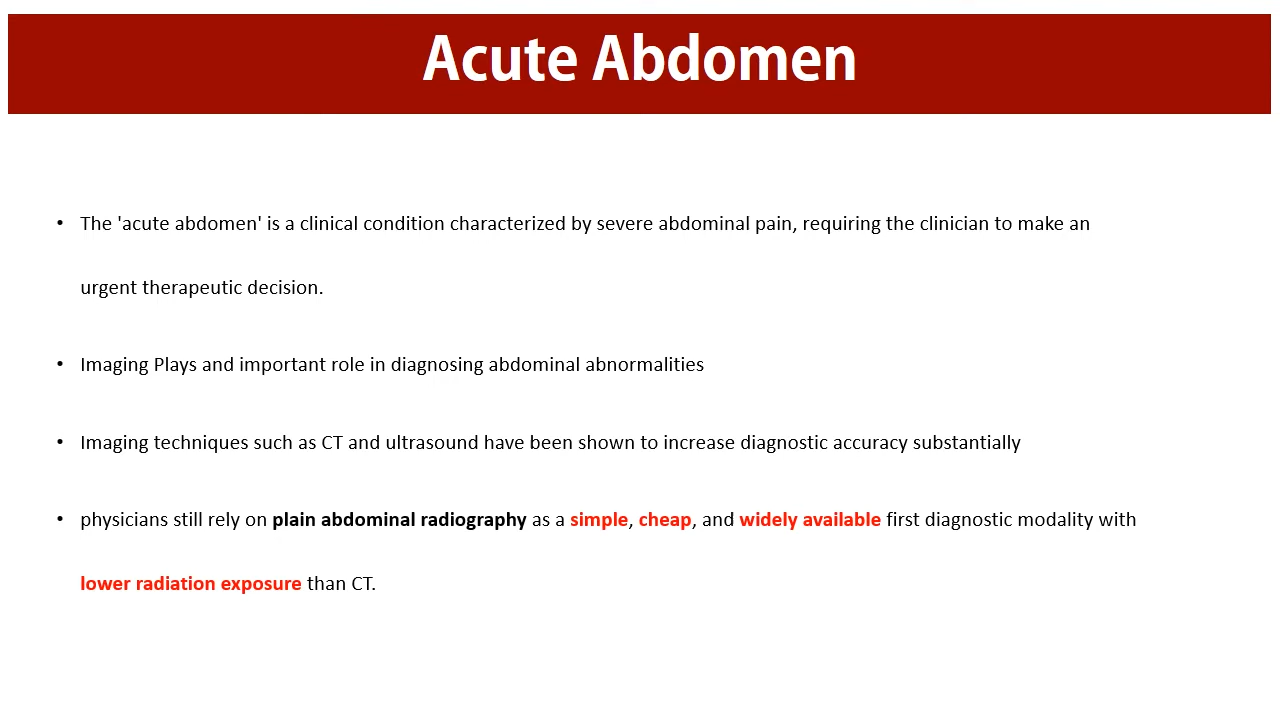 Acute Abdomen
• The 'acute abdomen' is a clinical condition characterized by severe abdominal pain, requiring the clinician to make an
urgent therapeutic decision.
• Imaging Plays and important role in diagnosing abdominal abnormalities
• Imaging techniques such as CT and ultrasound have been shown to increase diagnostic accuracy substantially
• physicians still rely on plain abdominal radiography as a simple, cheap, and widely available first diagnostic modality with
lower radiation exposure than CT.